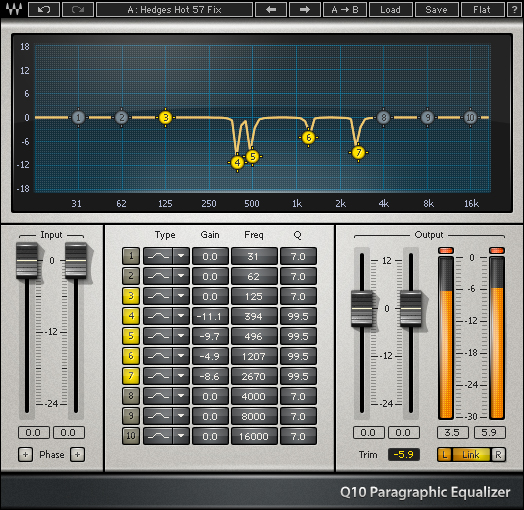 A: Hedges Hot 57 Fix A → B Load Save Flat ?
18
12
6
0
-6
-12
-18
1 2 3 4 5 6 7 8 9 10
31 62 125 250 500 1k 2k 4k 8k 16k
Input
0
-12
-24
0.0 0.0
+ Phase +
Type Gain Freq Q
1 0.0 31 7.0
2 0.0 62 7.0
3 0.0 125 7.0
4 -11.1 394 99.5
5 -9.7 496 99.5
6 -4.9 1207 99.5
7 -8.6 2670 99.5
8 0.0 4000 7.0
9 0.0 8000 7.0
10 0.0 16000 7.0
Output
12
0
-12
-24
0
-6
-12
-18
-24
-30
0.0 0.0 3.5 5.9
Trim -5.9 L Link R
Q10 Paragraphic Equalizer